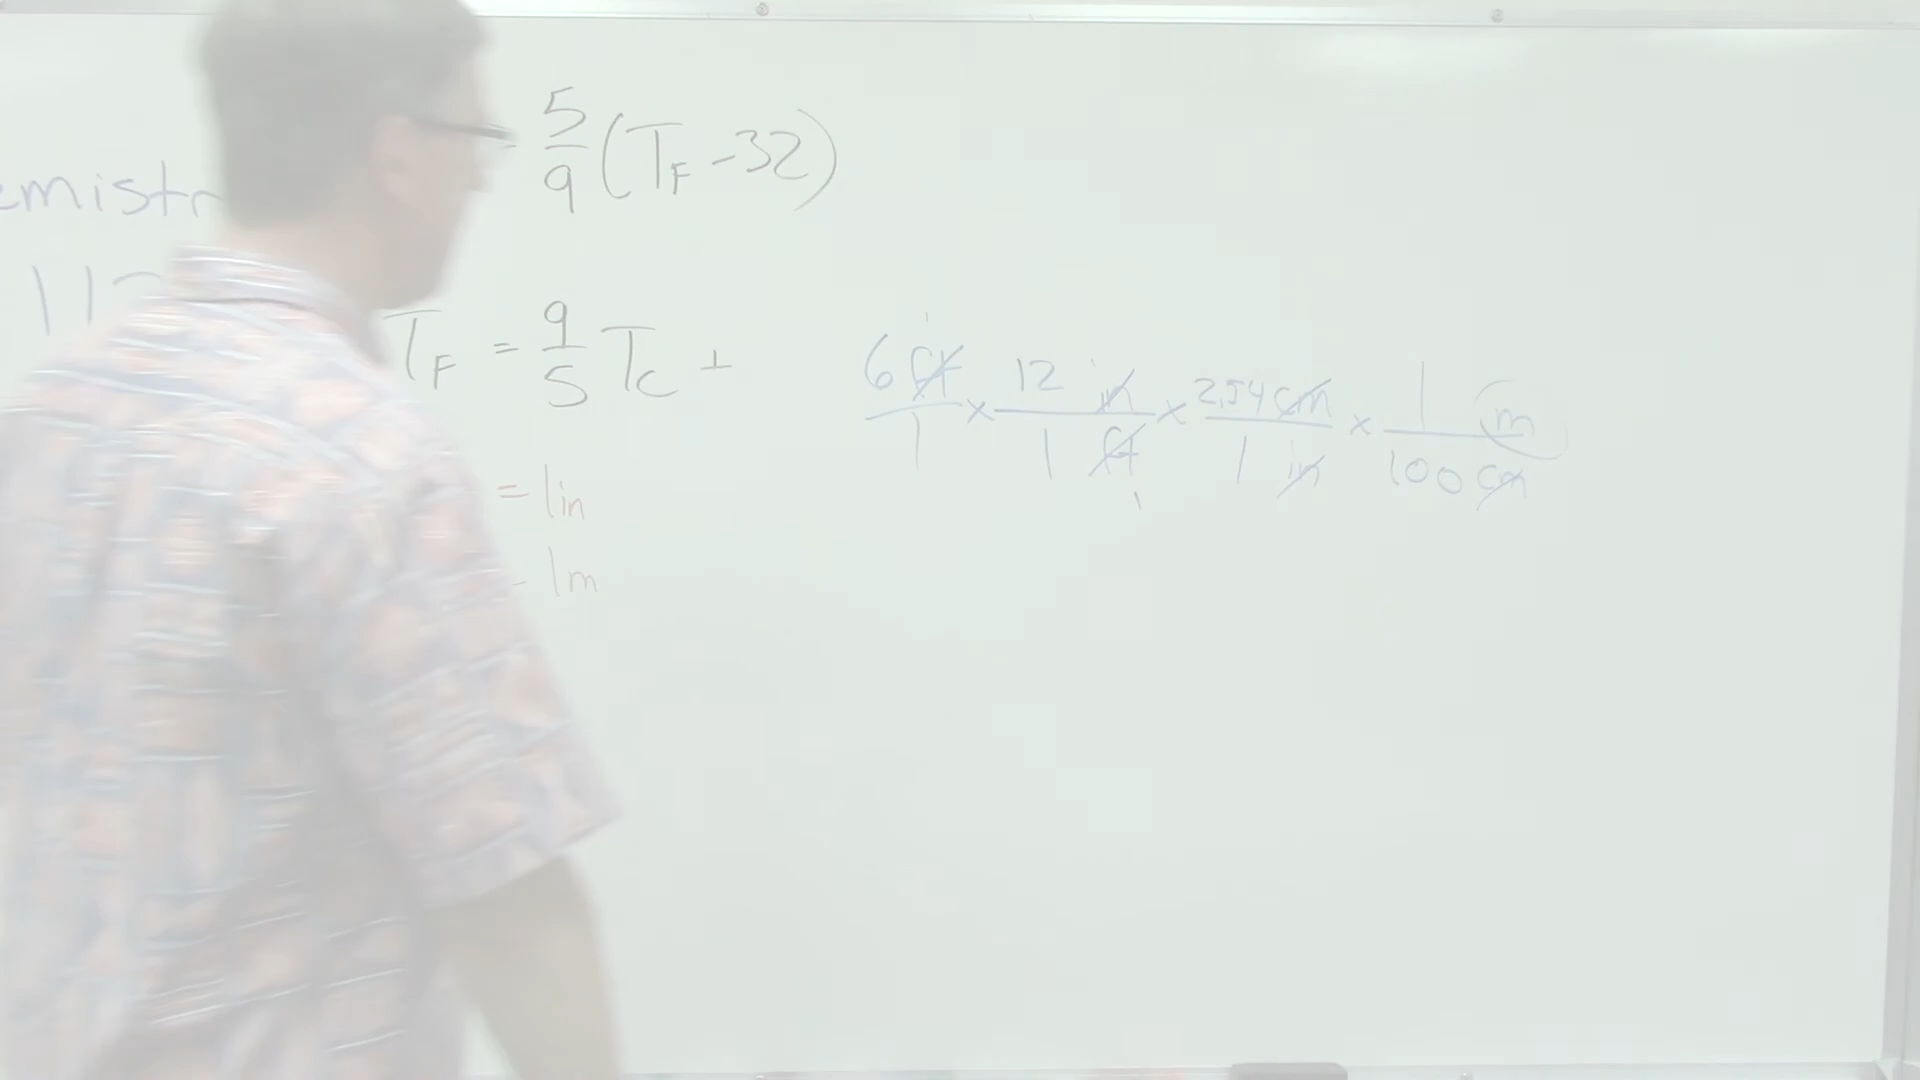 = 5/9 (T_F - 32)
emistr
11
T_F = 9/5 T_C +
6 ft/1 x 12 in/1 ft x 2.54 cm/1 in x 1 m/100 cm
= 1in
- 1m